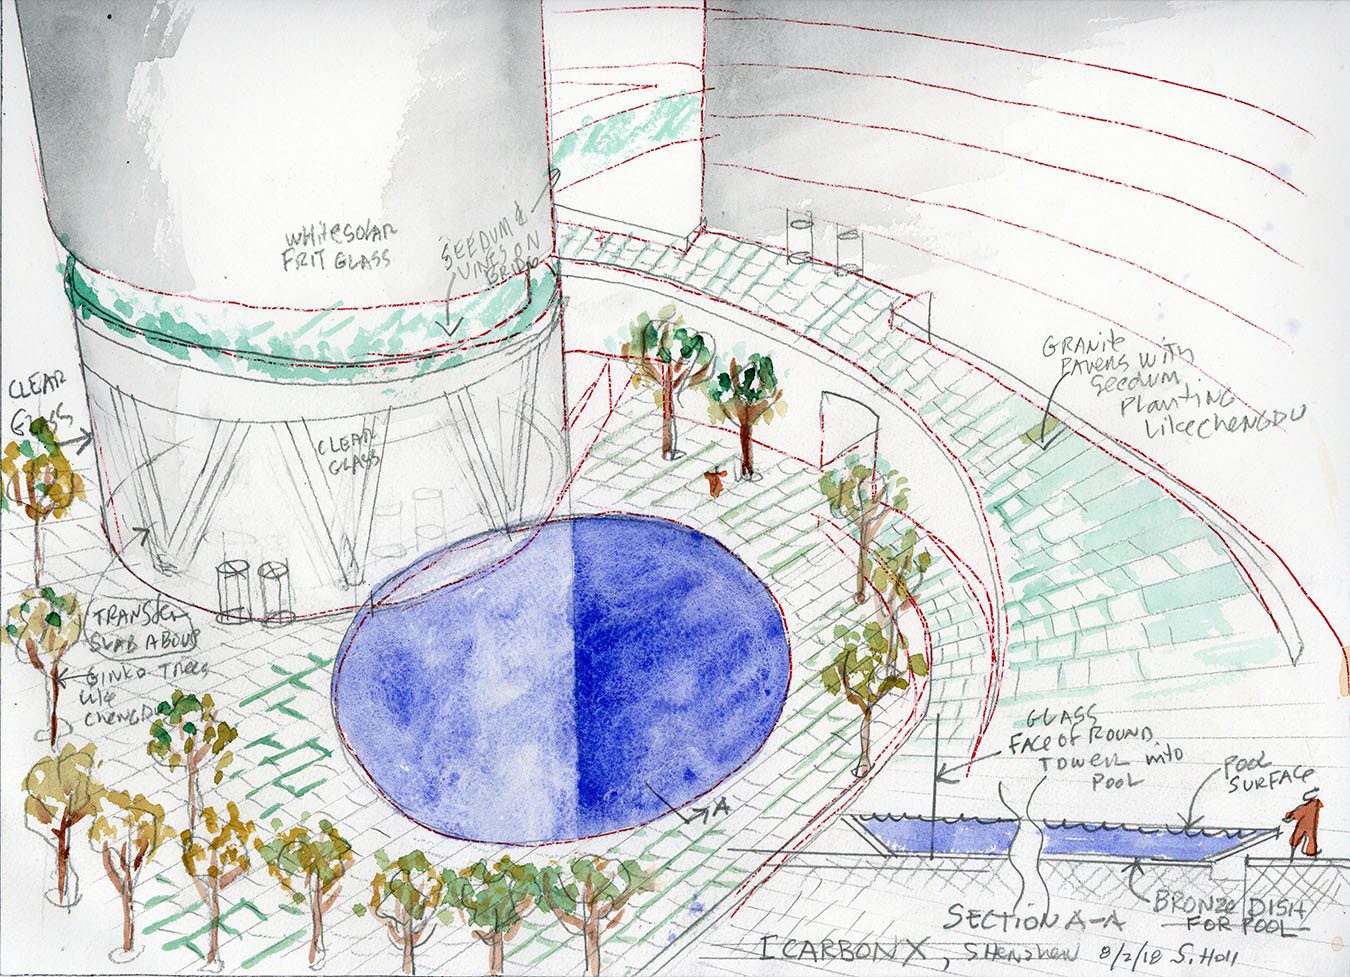 WHITE SOLAR
FRIT GLASS
SEEDUM &
VINES ON
GRID
CLEAR
GLASS
CLEAR
GLASS
GRANITE
PAVERS WITH
SEEDUM
PLANTING
LIKE CHENGDU
TRANSFER
SLAB ABOVE
GINKO TREES
LIKE
CHENGDU
GLASS
FACE OF ROUND
TOWER INTO
POOL
POOL
SURFACE
A
SECTION A-A
BRONZE DISH
FOR POOL
ICARBONX, SHENZHEN 8/2/18 S. Holl